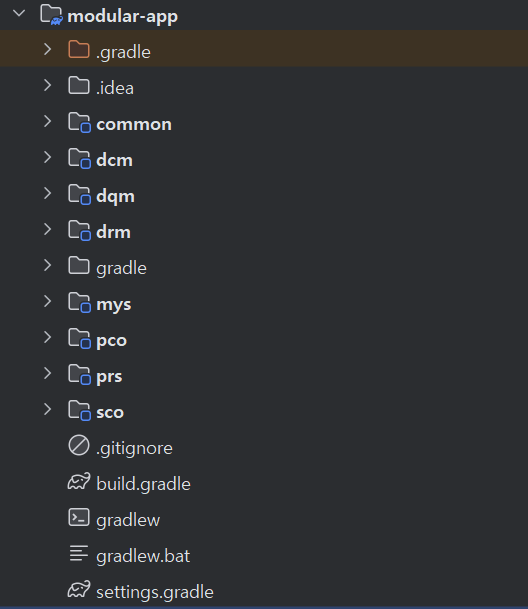 modular-app
.gradle
.idea
common
dcm
dqm
drm
gradle
mys
pco
prs
sco
.gitignore
build.gradle
gradlew
gradlew.bat
settings.gradle